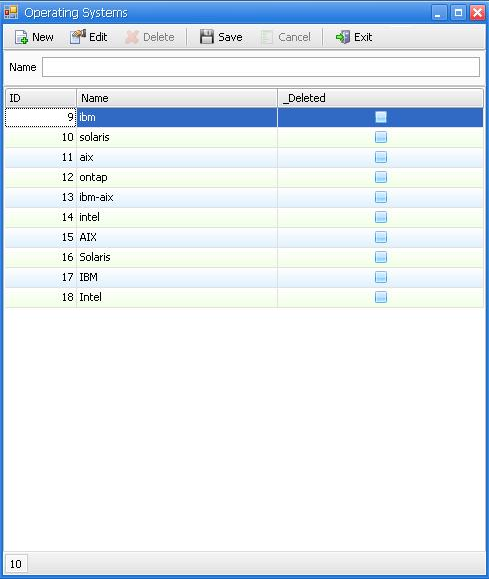 Operating Systems
New Edit Delete Save Cancel Exit
Name
ID Name _Deleted
9 ibm
10 solaris
11 aix
12 ontap
13 ibm-aix
14 intel
15 AIX
16 Solaris
17 IBM
18 Intel
10